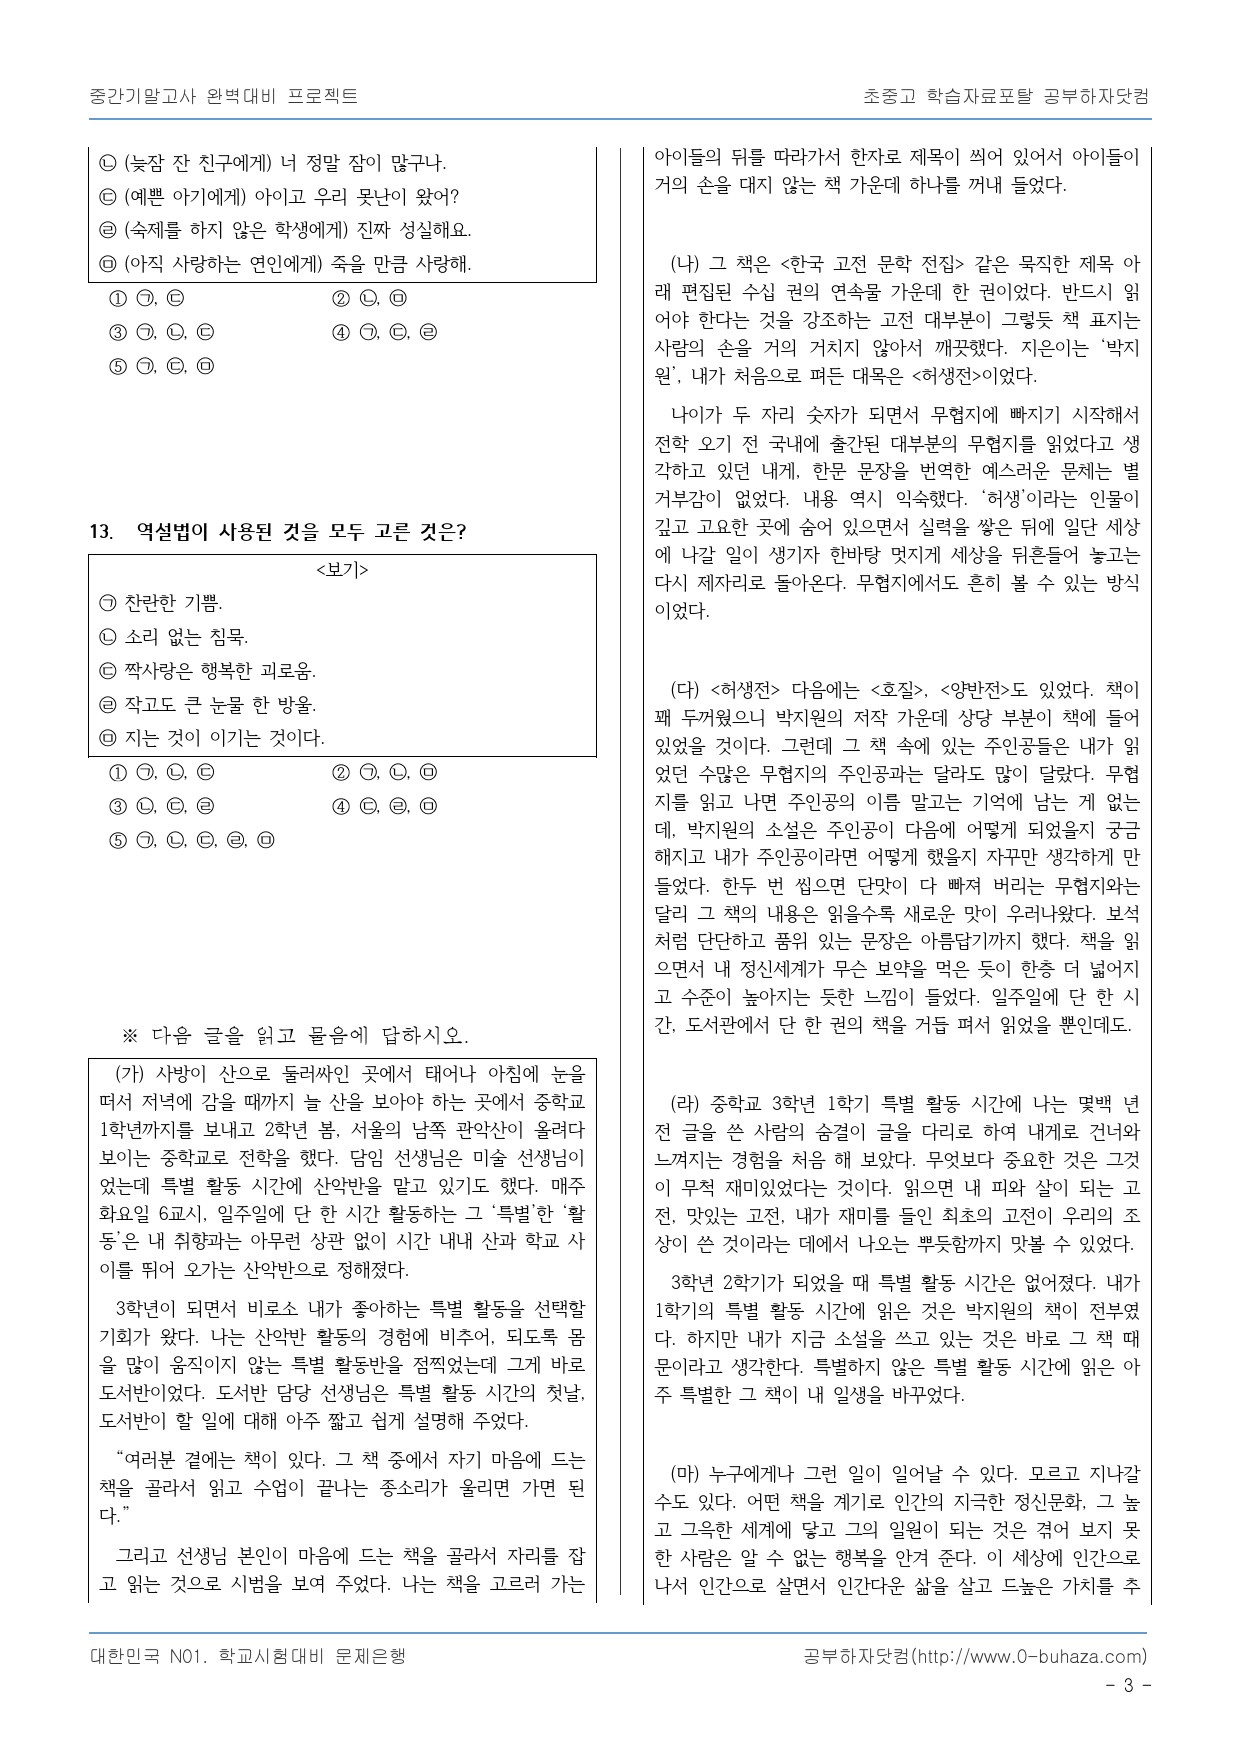 중간기말고사 완벽대비 프로젝트
초중고 학습자료포탈 공부하자닷컴
㉡ (늦잠 잔 친구에게) 너 정말 잠이 많구나.
㉢ (예쁜 아기에게) 아이고 우리 못난이 왔어?
㉣ (숙제를 하지 않은 학생에게) 진짜 성실해요.
㉤ (아직 사랑하는 연인에게) 죽을 만큼 사랑해.
① ㉠, ㉢ ② ㉡, ㉤
③ ㉠, ㉡, ㉢ ④ ㉠, ㉢, ㉣
⑤ ㉠, ㉢, ㉤
13. 역설법이 사용된 것을 모두 고른 것은?
<보기>
㉠ 찬란한 기쁨.
㉡ 소리 없는 침묵.
㉢ 짝사랑은 행복한 괴로움.
㉣ 작고도 큰 눈물 한 방울.
㉤ 지는 것이 이기는 것이다.
① ㉠, ㉡, ㉢ ② ㉠, ㉡, ㉤
③ ㉡, ㉢, ㉣ ④ ㉢, ㉣, ㉤
⑤ ㉠, ㉡, ㉢, ㉣, ㉤
※ 다음 글을 읽고 물음에 답하시오.
(가) 사방이 산으로 둘러싸인 곳에서 태어나 아침에 눈을
떠서 저녁에 감을 때까지 늘 산을 보아야 하는 곳에서 중학교
1학년까지를 보내고 2학년 봄, 서울의 남쪽 관악산이 올려다
보이는 중학교로 전학을 했다. 담임 선생님은 미술 선생님이
었는데 특별 활동 시간에 산악반을 맡고 있기도 했다. 매주
화요일 6교시, 일주일에 단 한 시간 활동하는 그 ‘특별’한 ‘활
동’은 내 취향과는 아무런 상관 없이 시간 내내 산과 학교 사
이를 뛰어 오가는 산악반으로 정해졌다.
3학년이 되면서 비로소 내가 좋아하는 특별 활동을 선택할
기회가 왔다. 나는 산악반 활동의 경험에 비추어, 되도록 몸
을 많이 움직이지 않는 특별 활동반을 점찍었는데 그게 바로
도서반이었다. 도서반 담당 선생님은 특별 활동 시간의 첫날,
도서반이 할 일에 대해 아주 짧고 쉽게 설명해 주었다.
“여러분 곁에는 책이 있다. 그 책 중에서 자기 마음에 드는
책을 골라서 읽고 수업이 끝나는 종소리가 울리면 가면 된
다.”
그리고 선생님 본인이 마음에 드는 책을 골라서 자리를 잡
고 읽는 것으로 시범을 보여 주었다. 나는 책을 고르러 가는
아이들의 뒤를 따라가서 한자로 제목이 씌어 있어서 아이들이
거의 손을 대지 않는 책 가운데 하나를 꺼내 들었다.
(나) 그 책은 <한국 고전 문학 전집> 같은 묵직한 제목 아
래 편집된 수십 권의 연속물 가운데 한 권이었다. 반드시 읽
어야 한다는 것을 강조하는 고전 대부분이 그렇듯 책 표지는
사람의 손을 거의 거치지 않아서 깨끗했다. 지은이는 ‘박지
원’, 내가 처음으로 펴든 대목은 <허생전>이었다.
나이가 두 자리 숫자가 되면서 무협지에 빠지기 시작해서
전학 오기 전 국내에 출간된 대부분의 무협지를 읽었다고 생
각하고 있던 내게, 한문 문장을 번역한 예스러운 문체는 별
거부감이 없었다. 내용 역시 익숙했다. ‘허생’이라는 인물이
깊고 고요한 곳에 숨어 있으면서 실력을 쌓은 뒤에 일단 세상
에 나갈 일이 생기자 한바탕 멋지게 세상을 뒤흔들어 놓고는
다시 제자리로 돌아온다. 무협지에서도 흔히 볼 수 있는 방식
이었다.
(다) <허생전> 다음에는 <호질>, <양반전>도 있었다. 책이
꽤 두꺼웠으니 박지원의 저작 가운데 상당 부분이 책에 들어
있었을 것이다. 그런데 그 책 속에 있는 주인공들은 내가 읽
었던 수많은 무협지의 주인공과는 달라도 많이 달랐다. 무협
지를 읽고 나면 주인공의 이름 말고는 기억에 남는 게 없는
데, 박지원의 소설은 주인공이 다음에 어떻게 되었을지 궁금
해지고 내가 주인공이라면 어떻게 했을지 자꾸만 생각하게 만
들었다. 한두 번 씹으면 단맛이 다 빠져 버리는 무협지와는
달리 그 책의 내용은 읽을수록 새로운 맛이 우러나왔다. 보석
처럼 단단하고 품위 있는 문장은 아름답기까지 했다. 책을 읽
으면서 내 정신세계가 무슨 보약을 먹은 듯이 한층 더 넓어지
고 수준이 높아지는 듯한 느낌이 들었다. 일주일에 단 한 시
간, 도서관에서 단 한 권의 책을 거듭 펴서 읽었을 뿐인데도.
(라) 중학교 3학년 1학기 특별 활동 시간에 나는 몇백 년
전 글을 쓴 사람의 숨결이 글을 다리로 하여 내게로 건너와
느껴지는 경험을 처음 해 보았다. 무엇보다 중요한 것은 그것
이 무척 재미있었다는 것이다. 읽으면 내 피와 살이 되는 고
전, 맛있는 고전, 내가 재미를 들인 최초의 고전이 우리의 조
상이 쓴 것이라는 데에서 나오는 뿌듯함까지 맛볼 수 있었다.
3학년 2학기가 되었을 때 특별 활동 시간은 없어졌다. 내가
1학기의 특별 활동 시간에 읽은 것은 박지원의 책이 전부였
다. 하지만 내가 지금 소설을 쓰고 있는 것은 바로 그 책 때
문이라고 생각한다. 특별하지 않은 특별 활동 시간에 읽은 아
주 특별한 그 책이 내 일생을 바꾸었다.
(마) 누구에게나 그런 일이 일어날 수 있다. 모르고 지나갈
수도 있다. 어떤 책을 계기로 인간의 지극한 정신문화, 그 높
고 그윽한 세계에 닿고 그의 일원이 되는 것은 겪어 보지 못
한 사람은 알 수 없는 행복을 안겨 준다. 이 세상에 인간으로
나서 인간으로 살면서 인간다운 삶을 살고 드높은 가치를 추
대한민국 N01. 학교시험대비 문제은행
공부하자닷컴(http://www.0-buhaza.com)
- 3 -